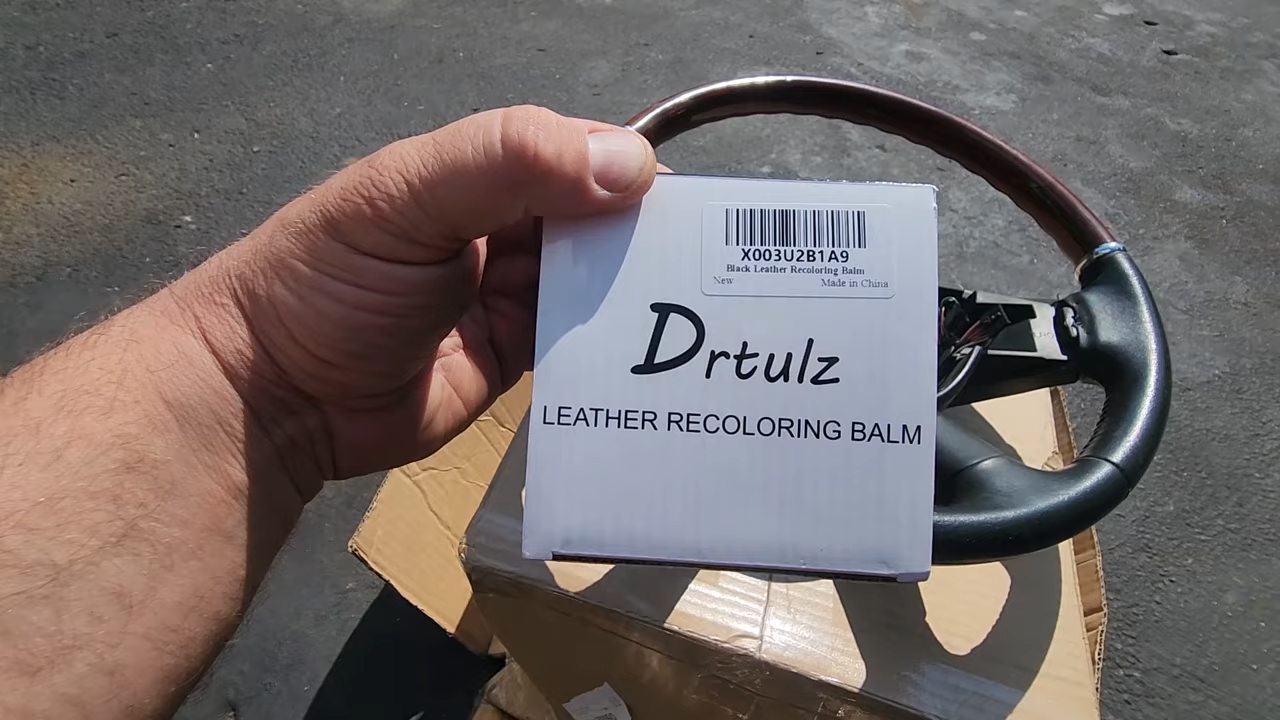 X003U2B1A9
Black Leather Recoloring Balm
New Made in China
Drtulz
LEATHER RECOLORING BALM